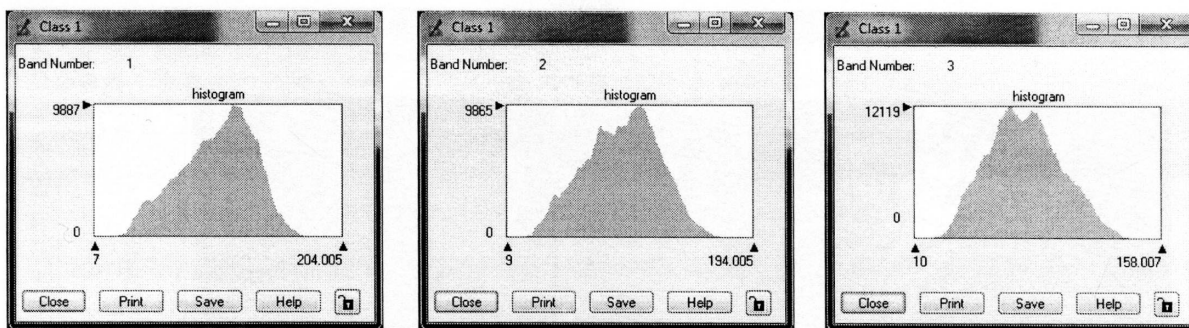 Class 1
Band Number: 1
histogram
9887
0
7 204.005
Close Print Save Help
Class 1
Band Number: 2
histogram
9865
0
9 194.005
Close Print Save Help
Class 1
Band Number: 3
histogram
12119
0
10 158.007
Close Print Save Help